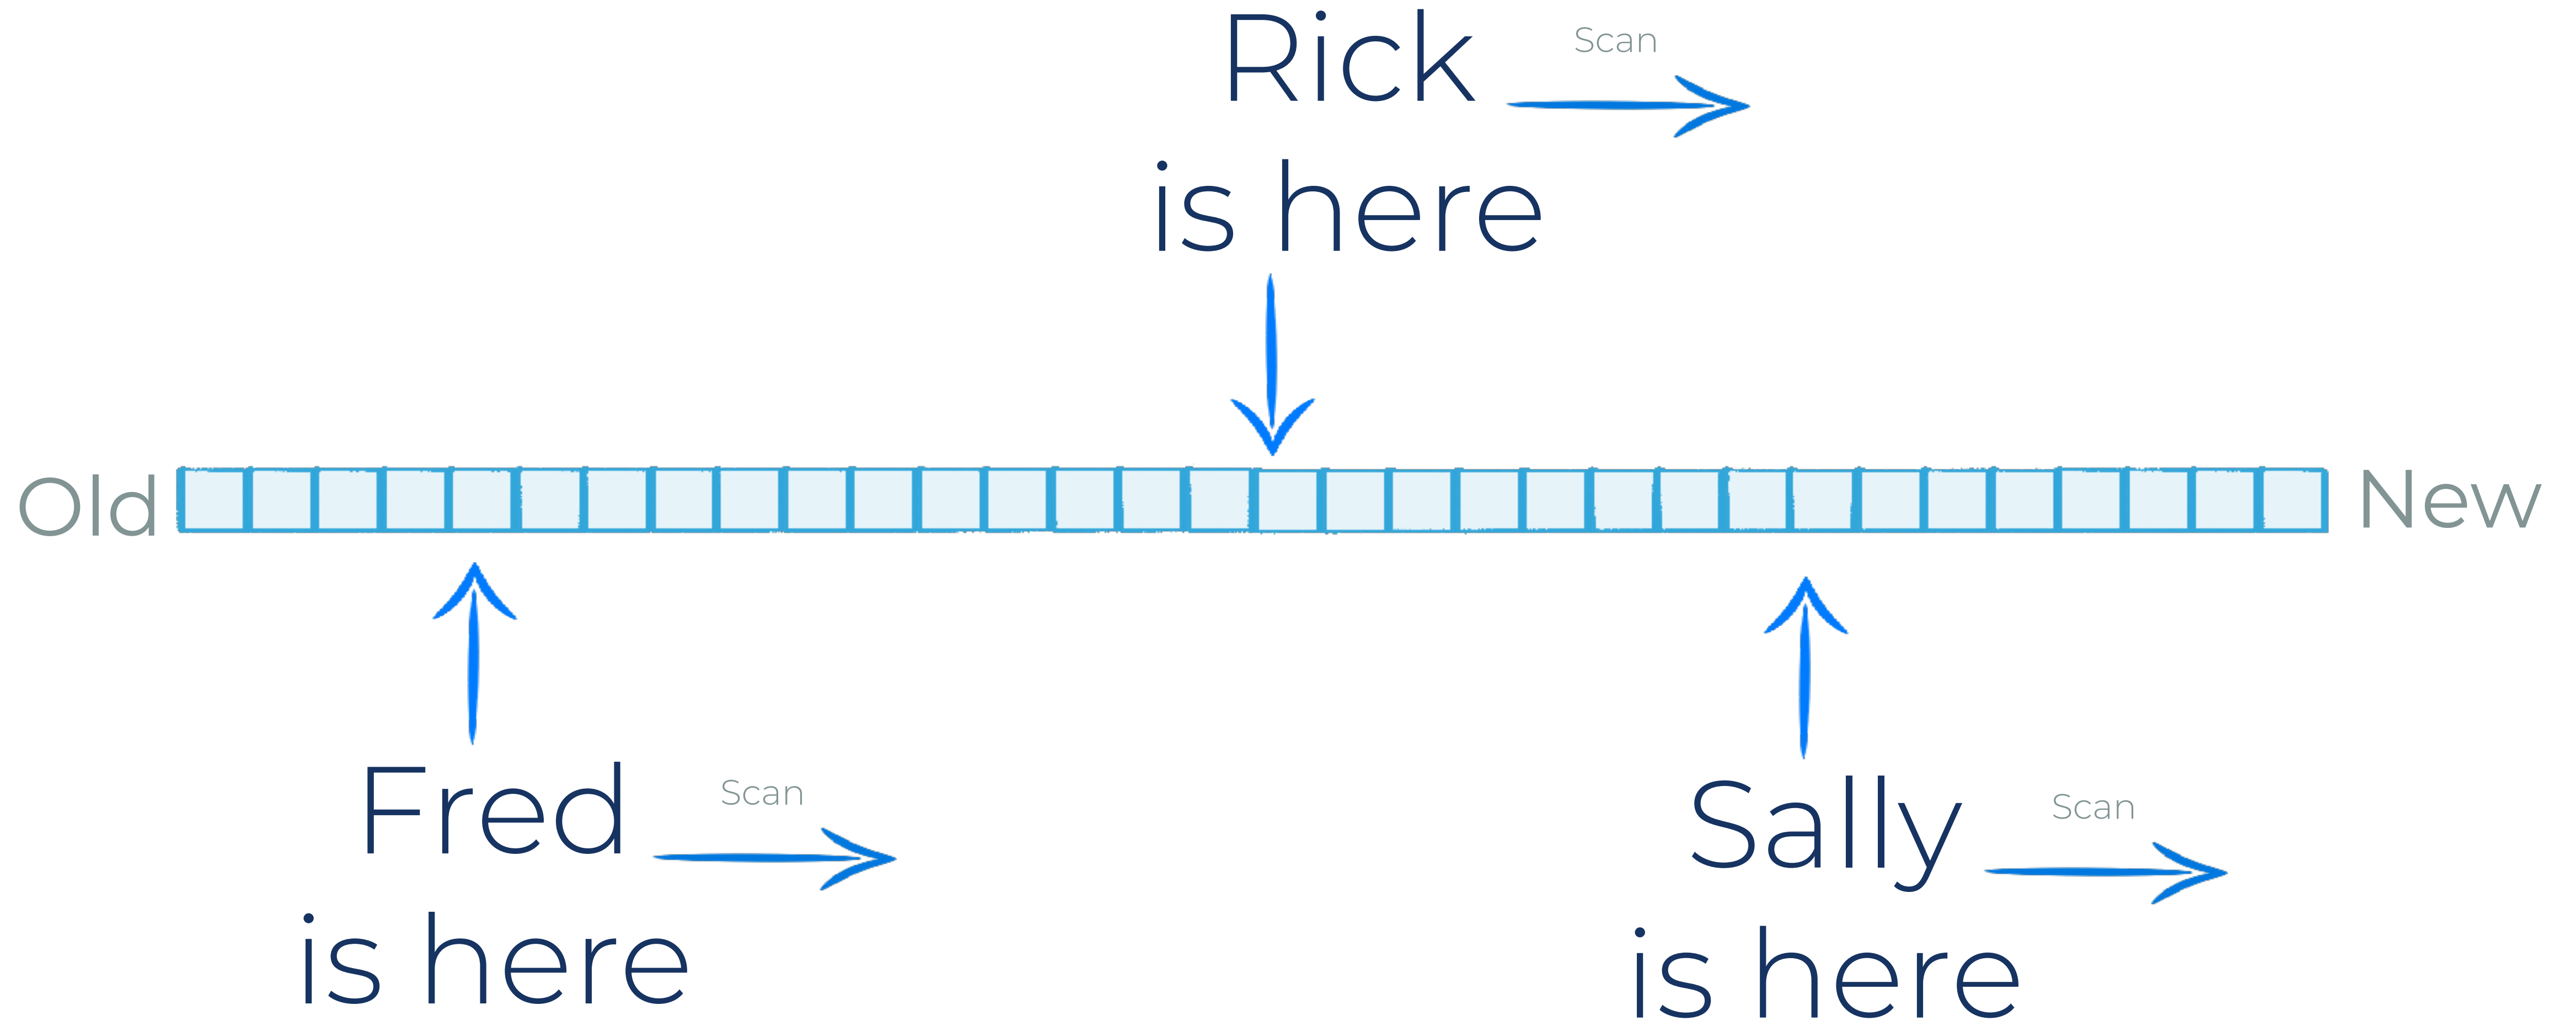 Rick
Scan
is here
Old
New
Fred
Scan
is here
Sally
Scan
is here